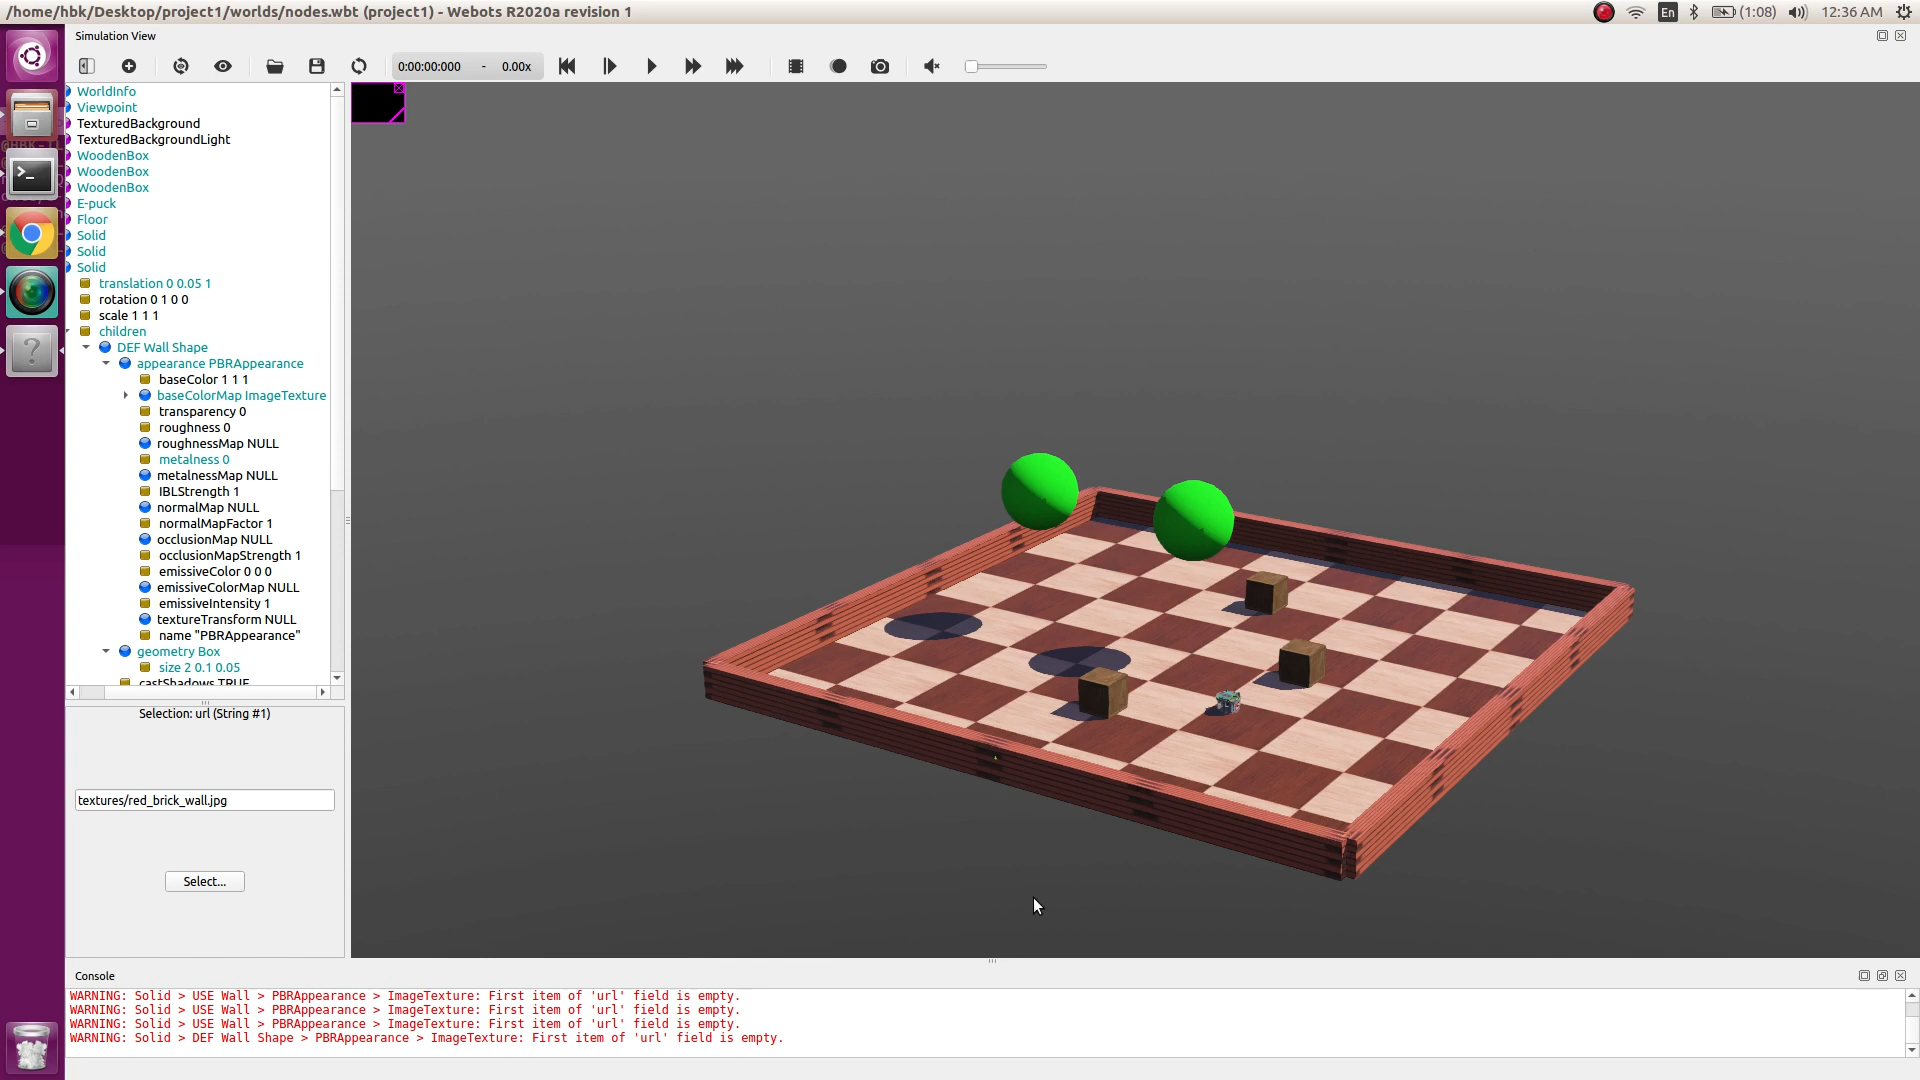 /home/hbk/Desktop/project1/worlds/nodes.wbt (project1) - Webots R2020a revision 1
En
(1:08)
12:36 AM
Simulation View
0:00:00:000 - 0.00x
WorldInfo
Viewpoint
TexturedBackground
TexturedBackgroundLight
WoodenBox
WoodenBox
WoodenBox
E-puck
Floor
Solid
Solid
Solid
translation 0 0.05 1
rotation 0 1 0 0
scale 1 1 1
children
DEF Wall Shape
appearance PBRAppearance
baseColor 1 1 1
baseColorMap ImageTexture
transparency 0
roughness 0
roughnessMap NULL
metalness 0
metalnessMap NULL
IBLStrength 1
normalMap NULL
normalMapFactor 1
occlusionMap NULL
occlusionMapStrength 1
emissiveColor 0 0 0
emissiveColorMap NULL
emissiveIntensity 1
textureTransform NULL
name "PBRAppearance"
geometry Box
size 2 0.1 0.05
castShadows TRUE
Selection: url (String #1)
textures/red_brick_wall.jpg
Select...
Console
WARNING: Solid > USE Wall > PBRAppearance > ImageTexture: First item of 'url' field is empty.
WARNING: Solid > USE Wall > PBRAppearance > ImageTexture: First item of 'url' field is empty.
WARNING: Solid > USE Wall > PBRAppearance > ImageTexture: First item of 'url' field is empty.
WARNING: Solid > DEF Wall Shape > PBRAppearance > ImageTexture: First item of 'url' field is empty.